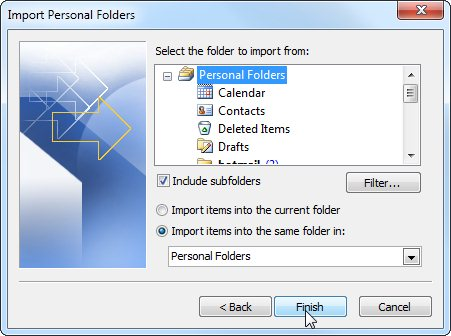 Import Personal Folders
Select the folder to import from:
Personal Folders
Calendar
Contacts
Deleted Items
Drafts
hotmail (2)
Include subfolders
Filter...
Import items into the current folder
Import items into the same folder in:
Personal Folders
< Back Finish Cancel